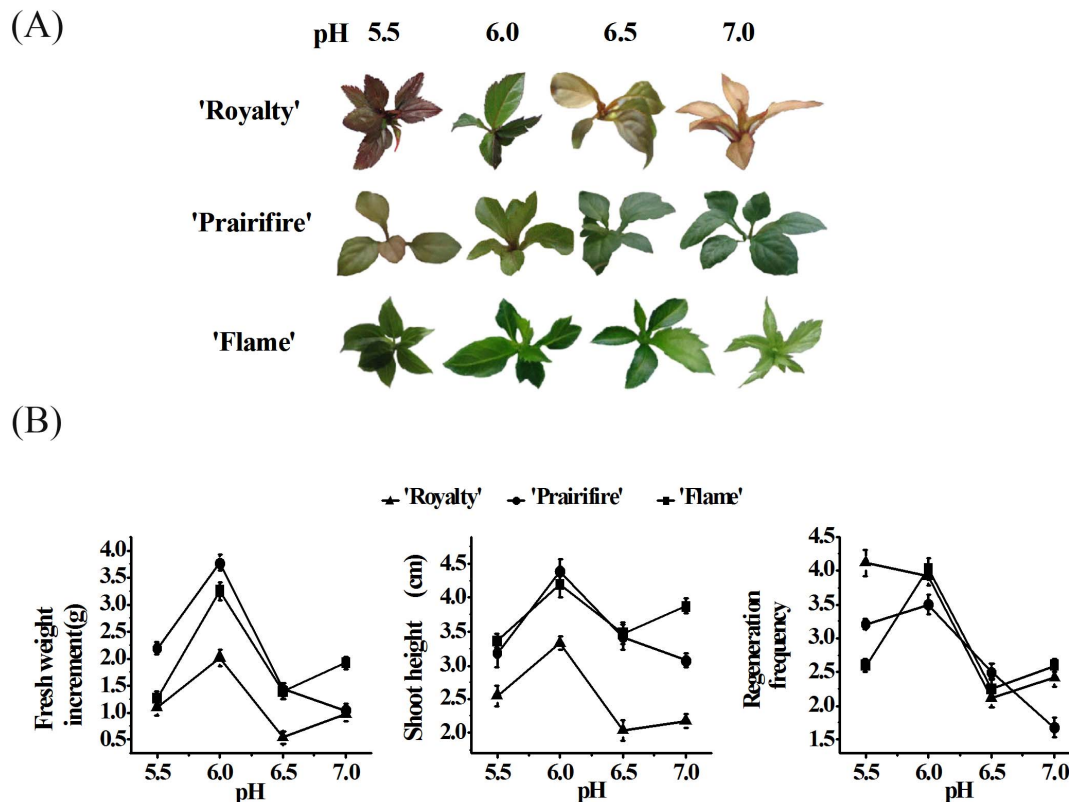 (A)
pH 5.5 6.0 6.5 7.0
'Royalty'
'Prairifire'
'Flame'
(B)
'Royalty' 'Prairifire' 'Flame'
Fresh weight
increment(g)
4.0
3.5
3.0
2.5
2.0
1.5
1.0
0.5
5.5 6.0 6.5 7.0
pH
Shoot height (cm)
4.5
4.0
3.5
3.0
2.5
2.0
5.5 6.0 6.5 7.0
pH
Regeneration
frequency
4.5
4.0
3.5
3.0
2.5
2.0
1.5
5.5 6.0 6.5 7.0
pH